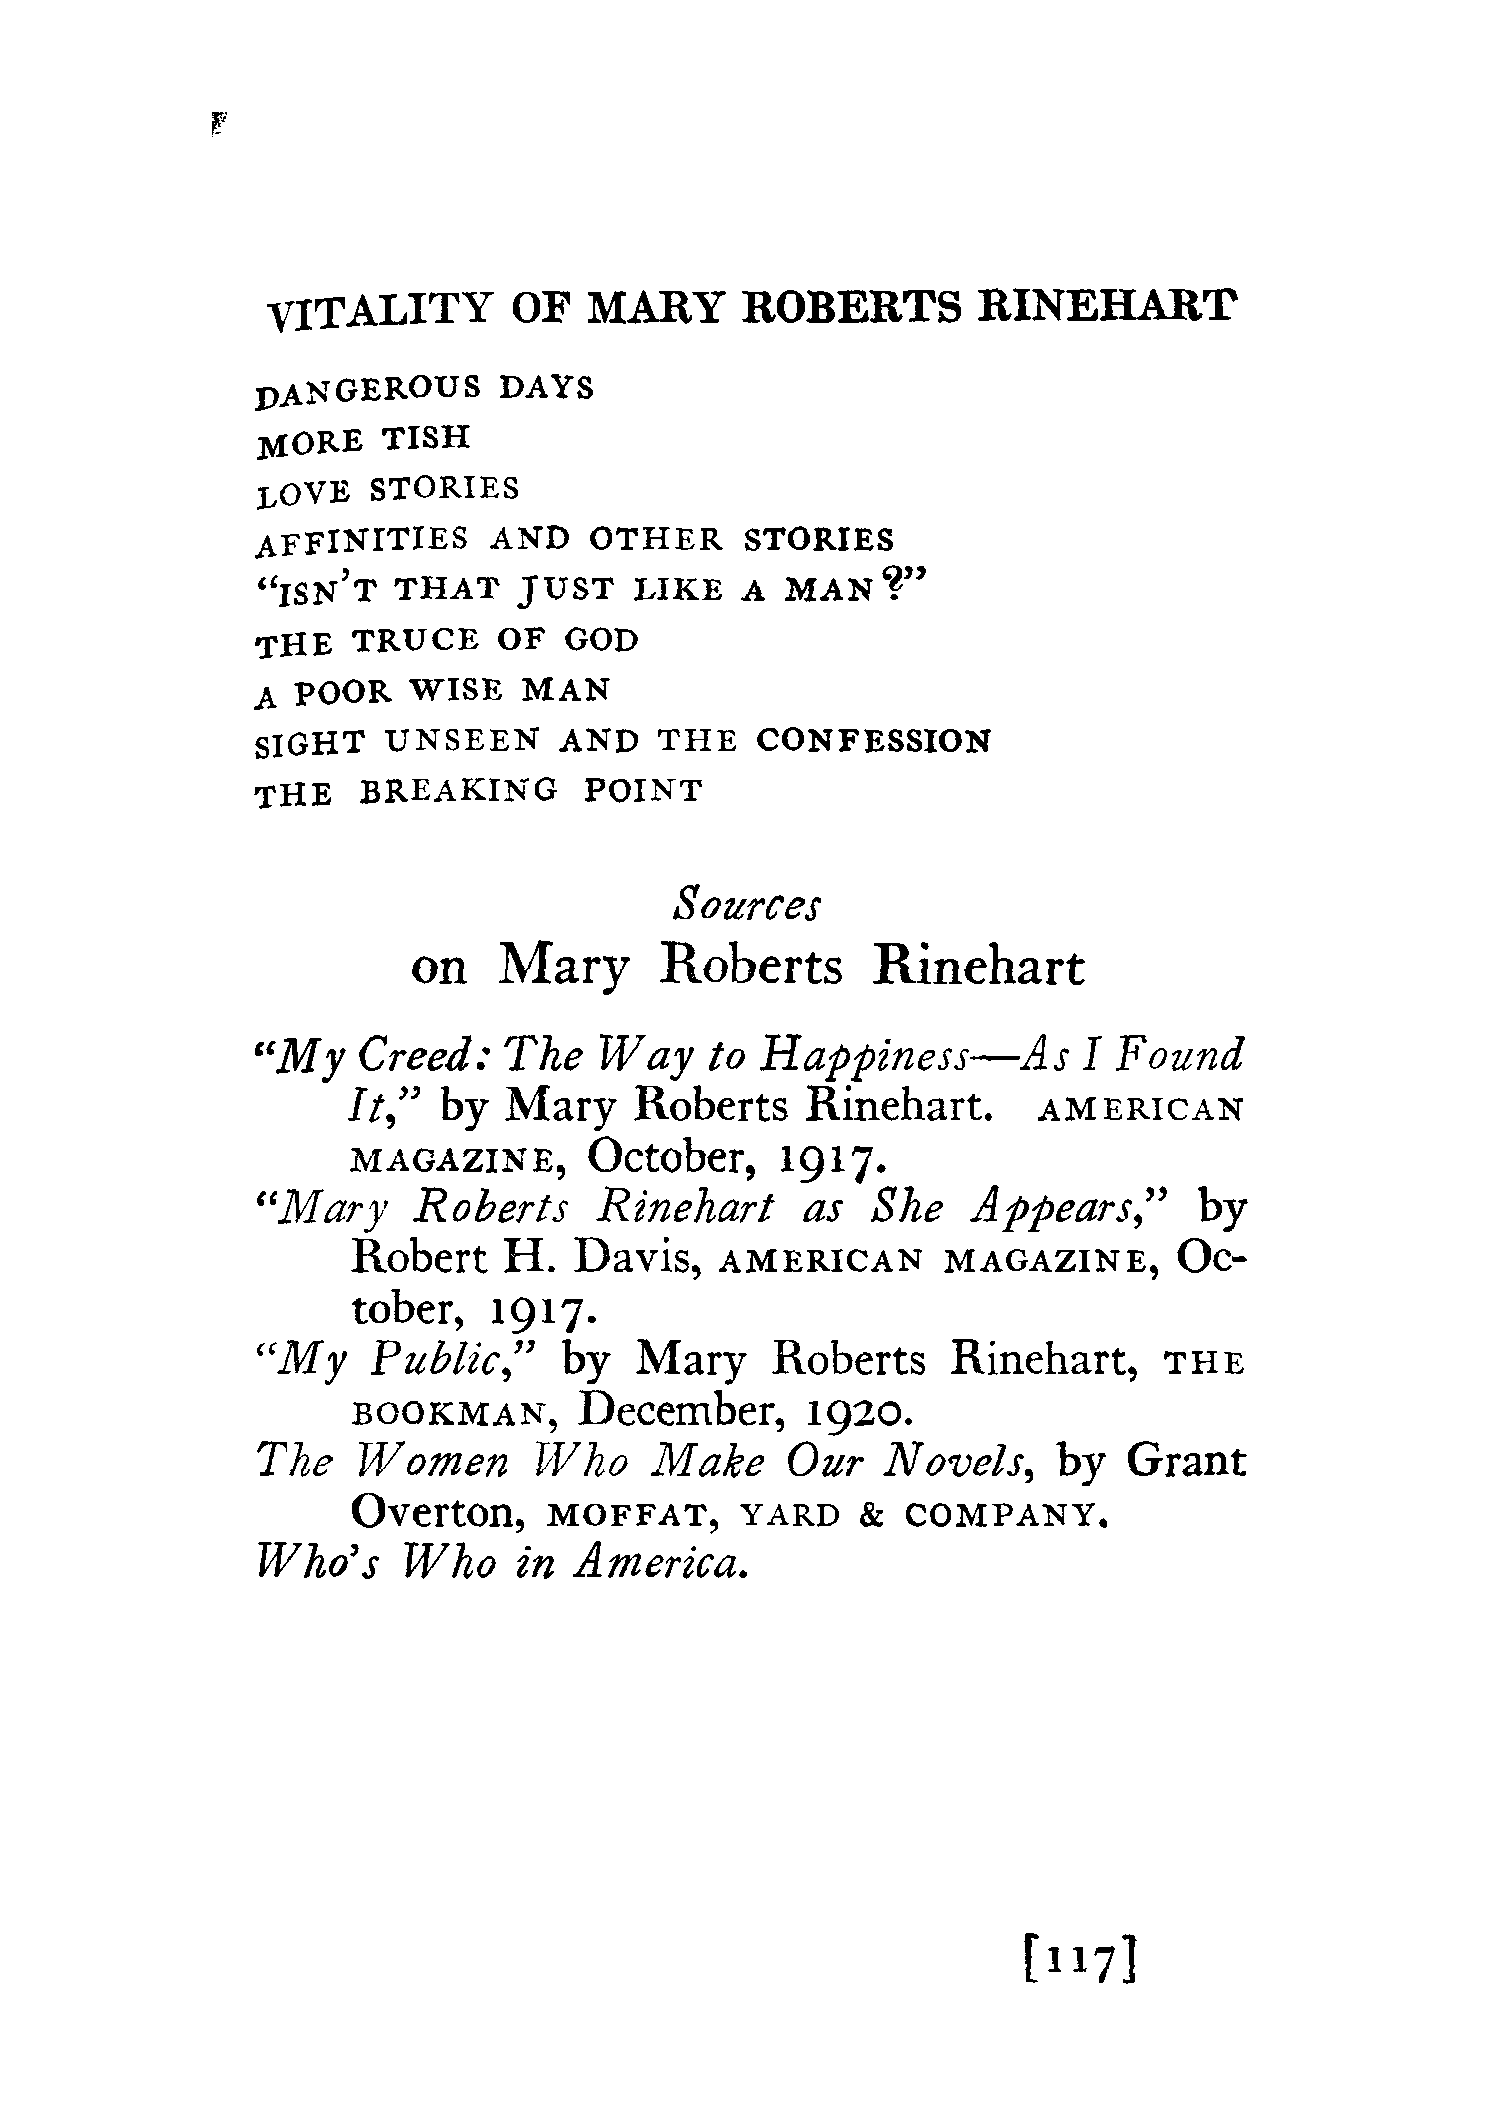 VITALITY OF MARY ROBERTS RINEHART
DANGEROUS DAYS
MORE TISH
LOVE STORIES
AFFINITIES AND OTHER STORIES
“ISN’T THAT JUST LIKE A MAN?”
THE TRUCE OF GOD
A POOR WISE MAN
SIGHT UNSEEN AND THE CONFESSION
THE BREAKING POINT
Sources
on Mary Roberts Rinehart
“My Creed: The Way to Happiness—As I Found
It,” by Mary Roberts Rinehart. AMERICAN
MAGAZINE, October, 1917.
“Mary Roberts Rinehart as She Appears,” by
Robert H. Davis, AMERICAN MAGAZINE, Oc-
tober, 1917.
“My Public,” by Mary Roberts Rinehart, THE
BOOKMAN, December, 1920.
The Women Who Make Our Novels, by Grant
Overton, MOFFAT, YARD & COMPANY.
Who’s Who in America.
[117]